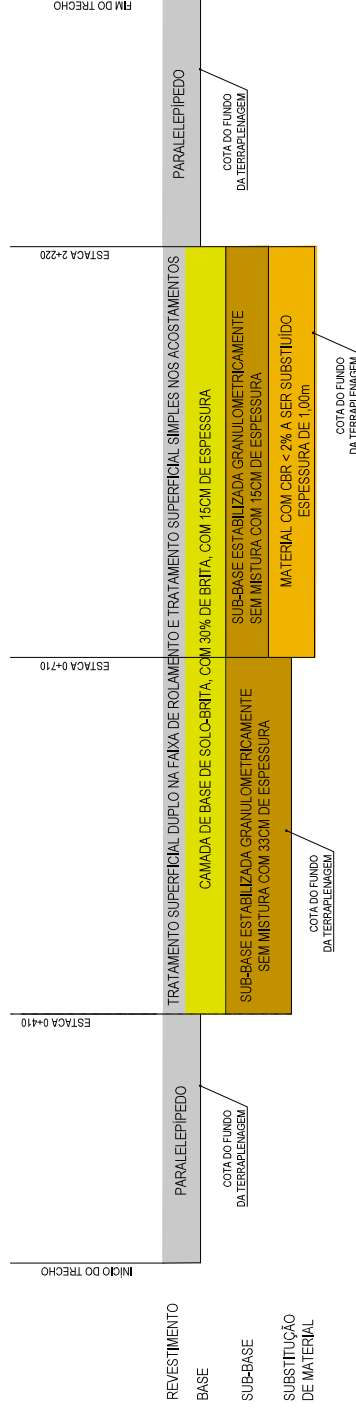 INÍCIO DO TRECHO
ESTACA 0+410
ESTACA 0+710
ESTACA 2+220
FIM DO TRECHO
REVESTIMENTO
BASE
SUB-BASE
SUBSTITUÇÃO
DE MATERIAL
PARALELEPÍPEDO
TRATAMENTO SUPERFICIAL DUPLO NA FAIXA DE ROLAMENTO E TRATAMENTO SUPERFICIAL SIMPLES NOS ACOSTAMENTOS
PARALELEPÍPEDO
CAMADA DE BASE DE SOLO-BRITA, COM 30% DE BRITA, COM 15CM DE ESPESSURA
SUB-BASE ESTABILIZADA GRANULOMETRICAMENTE
SEM MISTURA COM 33CM DE ESPESSURA
SUB-BASE ESTABILIZADA GRANULOMETRICAMENTE
SEM MISTURA COM 15CM DE ESPESSURA
MATERIAL COM CBR < 2% A SER SUBSTIUÍDO
ESPESSURA DE 1,00m
COTA DO FUNDO
DA TERRAPLENAGEM
COTA DO FUNDO
DA TERRAPLENAGEM
COTA DO FUNDO
DA TERRAPLENAGEM
COTA DO FUNDO
DA TERRAPLENAGEM